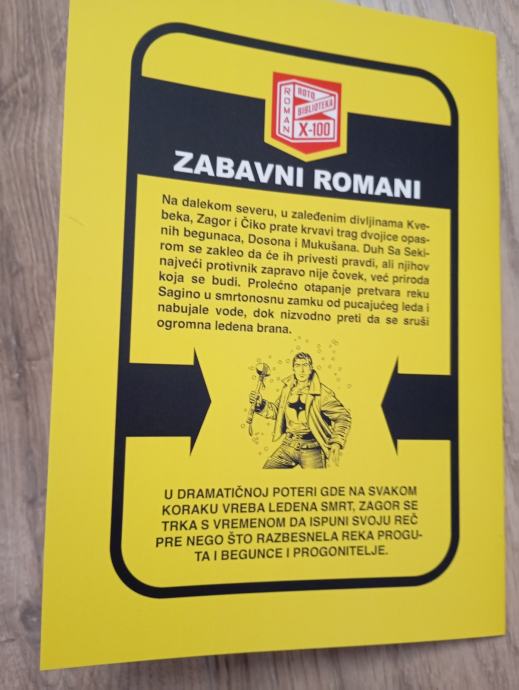 ROMAN
ROTO
BIBLIOTEKA
X-100
ZABAVNI ROMANI
Na dalekom severu, u zaleđenim divljinama Kve-
beka, Zagor i Čiko prate krvavi trag dvojice opas-
nih begunaca, Dosona i Mukušana. Duh Sa Seki-
rom se zakleo da će ih privesti pravdi, ali njihov
najveći protivnik zapravo nije čovek, već priroda
koja se budi. Prolećno otapanje pretvara reku
Sagino u smrtonosnu zamku od pucajućeg leda i
nabujale vode, dok nizvodno preti da se sruši
ogromna ledena brana.
U DRAMATIČNOJ POTERI GDE NA SVAKOM
KORAKU VREBA LEDENA SMRT, ZAGOR SE
TRKA S VREMENOM DA ISPUNI SVOJU REČ
PRE NEGO ŠTO RAZBESNELA REKA PROGU-
TA I BEGUNCE I PROGONITELJE.